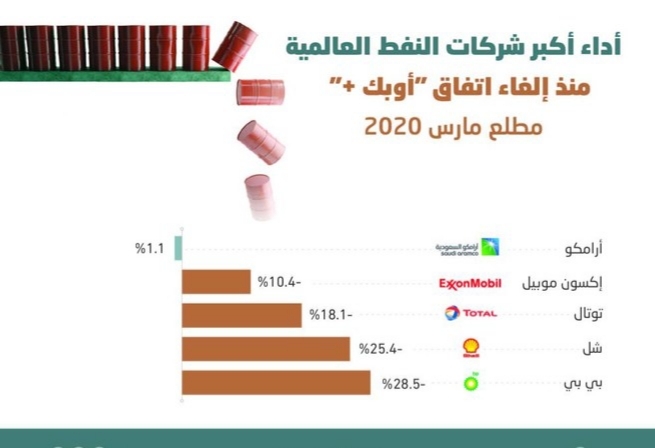 أداء أكبر شركات النفط العالمية
منذ إلغاء اتفاق "أوبك +"
مطلع مارس 2020
أرامكو أرامكو السعودية saudi aramco %1.1
إكسون موبيل ExxonMobil %10.4-
توتال TOTAL %18.1-
شل %25.4-
بي بي %28.5-